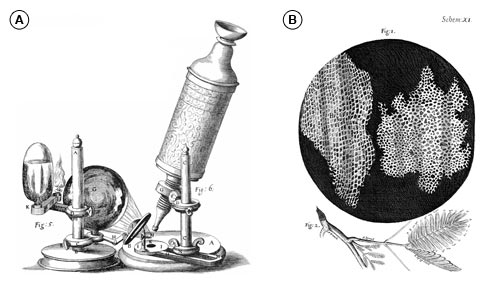 A
B
Schem: XI.
Fig: 1.
Fig: 6.
G
K
Fig: 5.
H
B
A
Fig: 2.